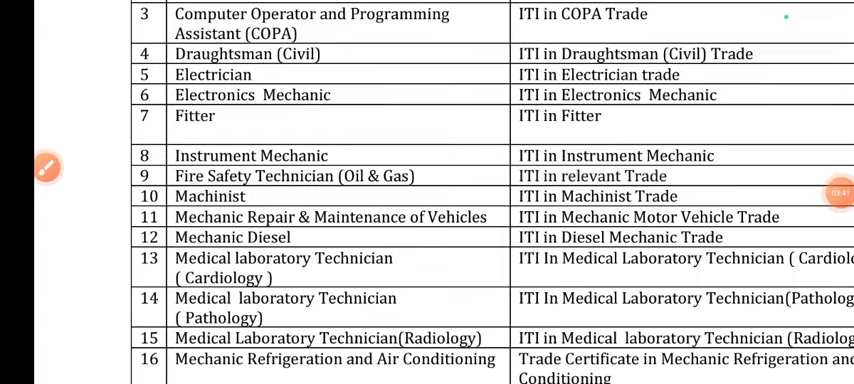 3 Computer Operator and Programming ITI in COPA Trade
Assistant (COPA)
4 Draughtsman (Civil) ITI in Draughtsman (Civil) Trade
5 Electrician ITI in Electrician trade
6 Electronics Mechanic ITI in Electronics Mechanic
7 Fitter ITI in Fitter
8 Instrument Mechanic ITI in Instrument Mechanic
9 Fire Safety Technician (Oil & Gas) ITI in relevant Trade
10 Machinist ITI in Machinist Trade
11 Mechanic Repair & Maintenance of Vehicles ITI in Mechanic Motor Vehicle Trade
12 Mechanic Diesel ITI in Diesel Mechanic Trade
13 Medical laboratory Technician ITI In Medical Laboratory Technician ( Cardiolo
( Cardiology )
14 Medical laboratory Technician ITI In Medical Laboratory Technician(Patholog
( Pathology)
15 Medical Laboratory Technician(Radiology) ITI in Medical laboratory Technician (Radiolog
16 Mechanic Refrigeration and Air Conditioning Trade Certificate in Mechanic Refrigeration and
Conditioning
03:41